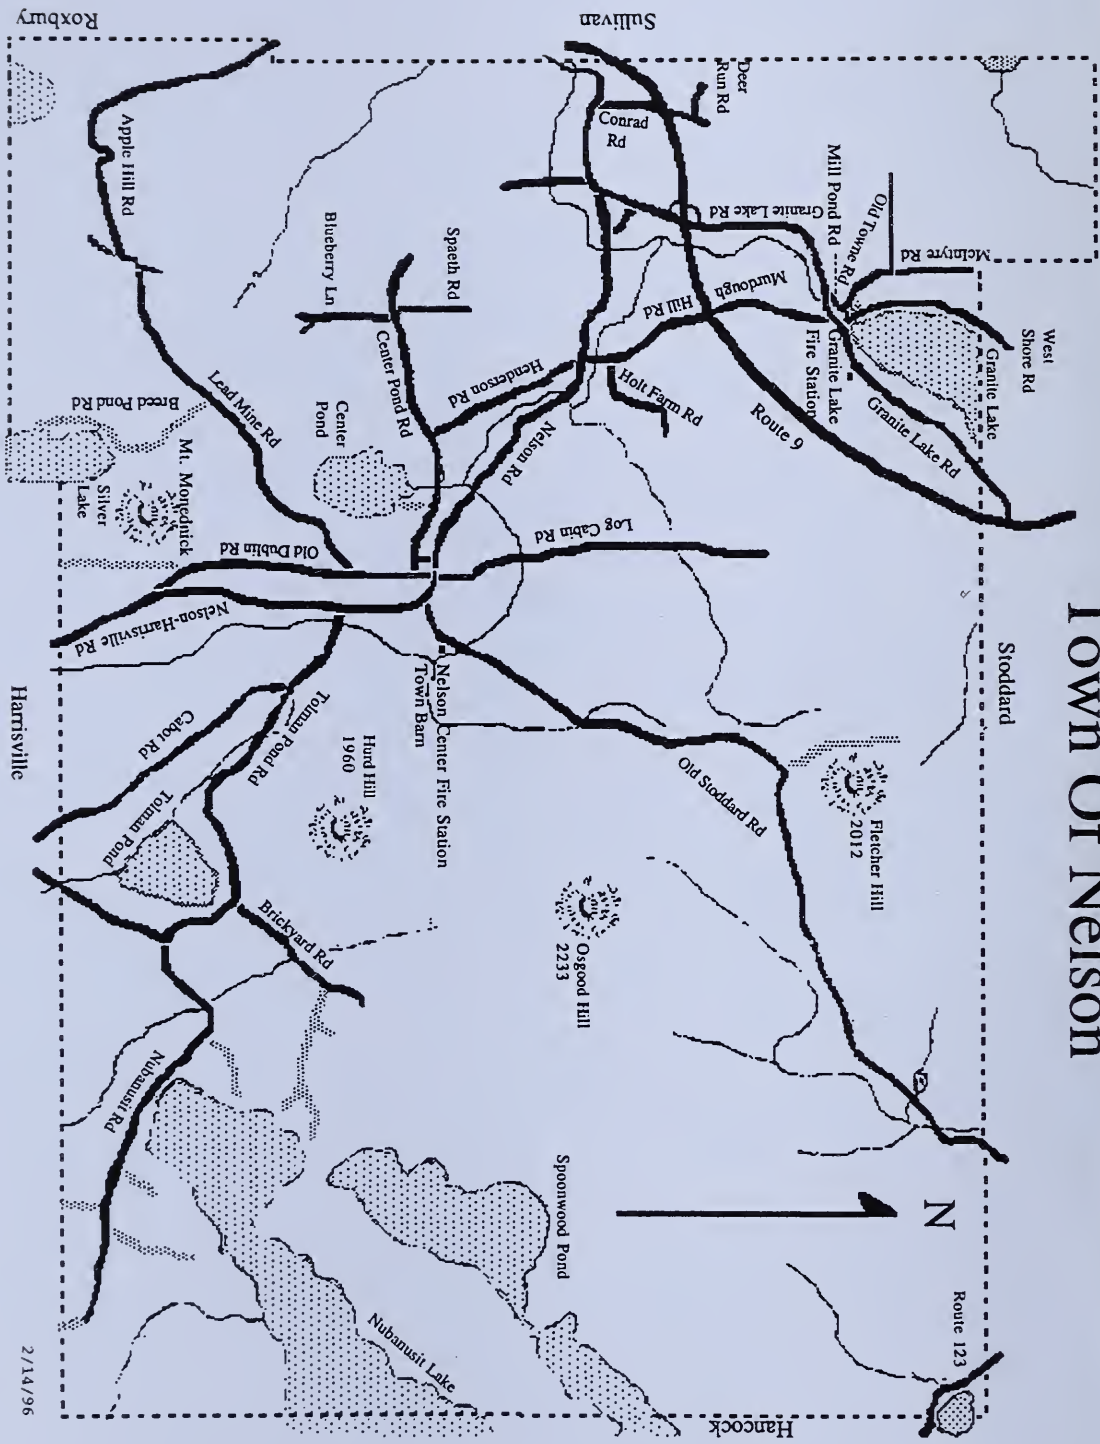 Town Of Nelson
Roxbury
Sullivan
Stoddard
Harrisville
Hancock
N
Deer
Run Rd
Conrad
Rd
Mill Pond Rd
Old Towne Rd
McIntyre Rd
Granite Lake Rd
West
Shore Rd
Granite Lake
Granite Lake
Fire Station
Granite Lake Rd
Murdough Hill Rd
Route 9
Holt Farm Rd
Apple Hill Rd
Blueberry Ln
Spaeth Rd
Center Pond Rd
Henderson Rd
Nelson Rd
Center
Pond
Lead Mine Rd
Breed Pond Rd
Mt. Monednick
Silver
Lake
Old Dublin Rd
Log Cabin Rd
Nelson-Harrisville Rd
Nelson Center Fire Station
Town Barn
Tolman Pond Rd
Cabot Rd
Tolman Pond
Hurd Hill
1960
Old Stoddard Rd
Fletcher Hill
2012
Osgood Hill
2233
Brickyard Rd
Nubanusit Rd
Spoonwood Pond
Nubanusit Lake
Route 123
2/14/96